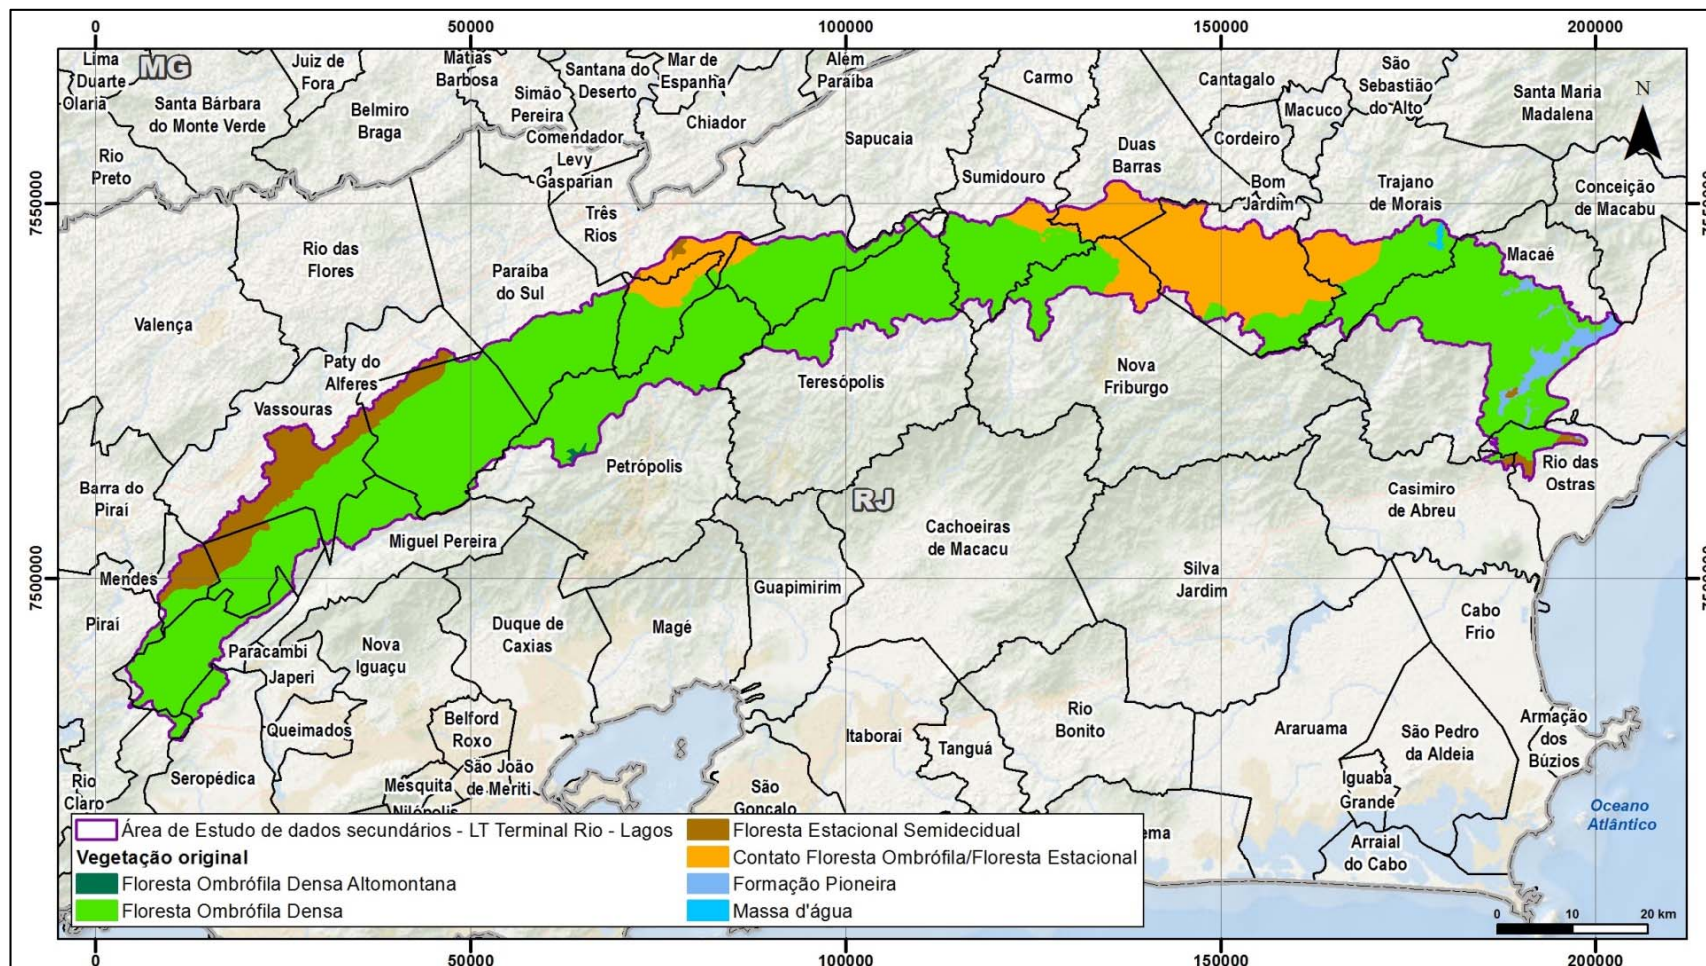 0
50000
100000
150000
200000
Lima
Duarte
MG
Juiz de
Fora
Matias
Barbosa
Mar de
Espanha
Além
Paraíba
São
Sebastião
do Alto
Olaria
Santa Bárbara
do Monte Verde
Belmiro
Braga
Simão
Pereira
Santana do
Deserto
Chiador
Carmo
Cantagalo
Macuco
Santa Maria
Madalena
N
Rio
Preto
Comendador
Levy
Gasparian
Sapucaia
Sumidouro
Duas
Barras
Cordeiro
Bom
Jardim
Trajano
de Morais
Conceição
de Macabu
7550000
7550000
Rio das
Flores
Três
Rios
Paraíba
do Sul
Macaé
Valença
Paty do
Alferes
Vassouras
Teresópolis
Nova
Friburgo
Barra do
Piraí
Petrópolis
RJ
Casimiro
de Abreu
Rio das
Ostras
Miguel Pereira
Cachoeiras
de Macacu
7500000
7500000
Mendes
Piraí
Guapimirim
Silva
Jardim
Cabo
Frio
Paracambi
Japeri
Nova
Iguaçu
Duque de
Caxias
Magé
Queimados
Belford
Roxo
Itaboraí
Tanguá
Rio
Bonito
Araruama
São Pedro
da Aldeia
Armação
dos
Búzios
Rio
Claro
Seropédica
Mesquita
Nilópolis
São João
de Meriti
São
Gonçalo
Iguaba
Grande
Arraial
do Cabo
Oceano
Atlântico
ema
Área de Estudo de dados secundários - LT Terminal Rio - Lagos
Vegetação original
Floresta Ombrófila Densa Altomontana
Floresta Ombrófila Densa
Floresta Estacional Semidecidual
Contato Floresta Ombrófila/Floresta Estacional
Formação Pioneira
Massa d'água
0
10
20 km
0
50000
100000
150000
200000